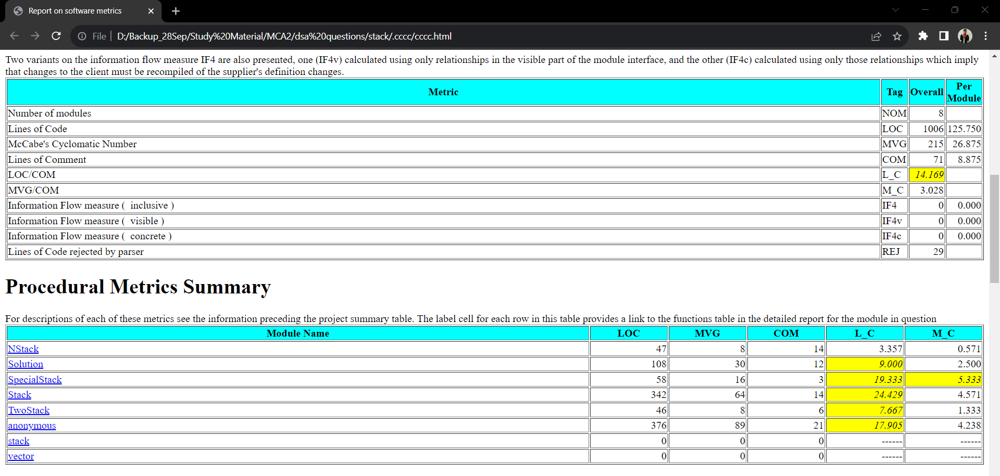 Report on software metrics
File | D:/Backup_28Sep/Study%20Material/MCA2/dsa%20questions/stack/.cccc/cccc.html
Two variants on the information flow measure IF4 are also presented, one (IF4v) calculated using only relationships in the visible part of the module interface, and the other (IF4c) calculated using only those relationships which imply
that changes to the client must be recompiled of the supplier's definition changes.
Metric Tag Overall Per Module
Number of modules NOM 8
Lines of Code LOC 1006 125.750
McCabe's Cyclomatic Number MVG 215 26.875
Lines of Comment COM 71 8.875
LOC/COM L_C 14.169
MVG/COM M_C 3.028
Information Flow measure ( inclusive ) IF4 0 0.000
Information Flow measure ( visible ) IF4v 0 0.000
Information Flow measure ( concrete ) IF4c 0 0.000
Lines of Code rejected by parser REJ 29
Procedural Metrics Summary
For descriptions of each of these metrics see the information preceding the project summary table. The label cell for each row in this table provides a link to the functions table in the detailed report for the module in question
Module Name LOC MVG COM L_C M_C
NStack 47 8 14 3.357 0.571
Solution 108 30 12 9.000 2.500
SpecialStack 58 16 3 19.333 5.333
Stack 342 64 14 24.429 4.571
TwoStack 46 8 6 7.667 1.333
anonymous 376 89 21 17.905 4.238
stack 0 0 0 ------ ------
vector 0 0 0 ------ ------